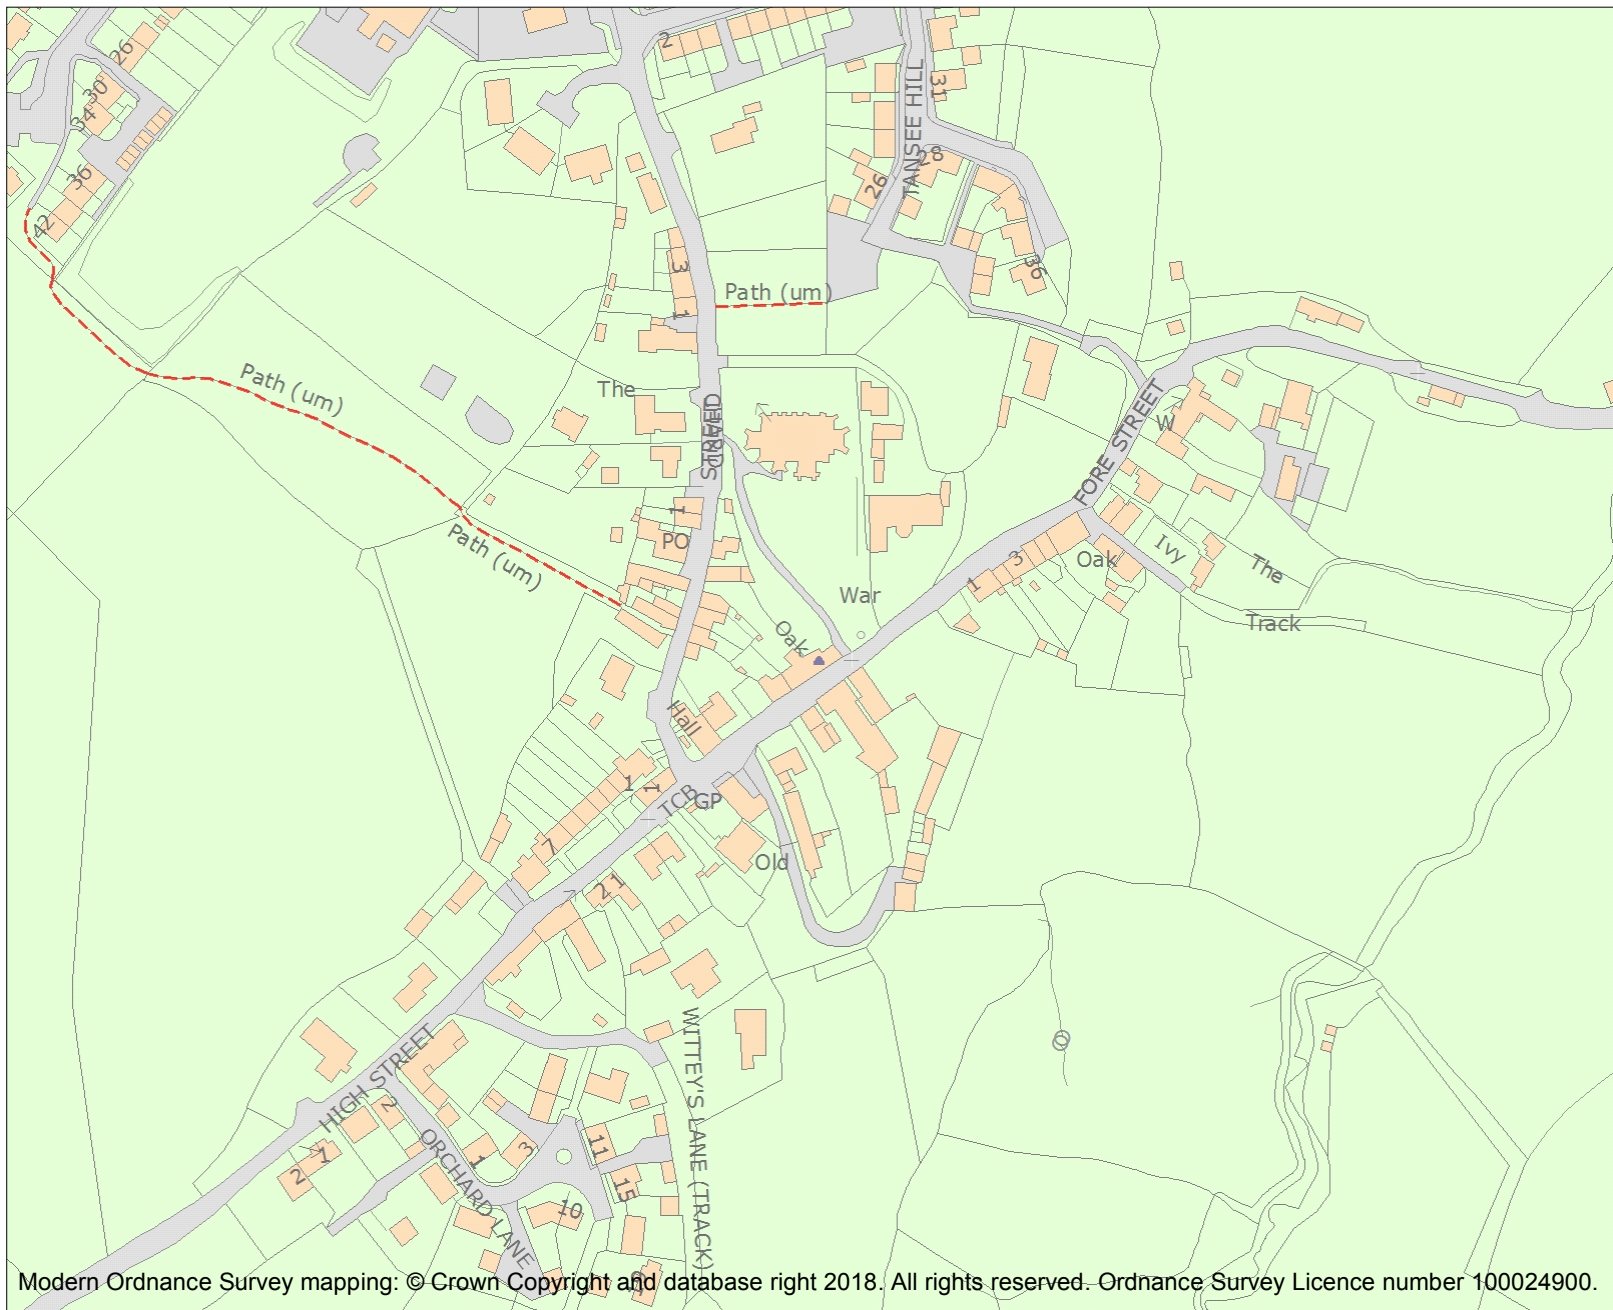 2
26
30
34
31
TANSEE HILL
28
26
36
42
3
36
Path (um)
1
Path (um)
The
STREET
W
FORE STREET
1
PO
Path (um)
3
1
Oak
Ivy
The
War
Track
Oak
Hall
1
1
TCB
GP
7
Old
2 1
WITTEY'S LANE (TRACK)
HIGH STREET
2
ORCHARD LANE
1
3
11
1
2
15
10
Modern Ordnance Survey mapping: © Crown Copyright and database right 2018. All rights reserved. Ordnance Survey Licence number 100024900.